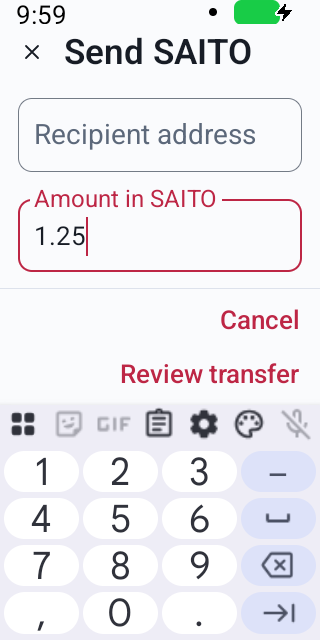 9:59
Send SAITO
Recipient address
Amount in SAITO
1.25
Cancel
Review transfer
GIF
1 2 3 –
4 5 6
7 8 9
, 0 .